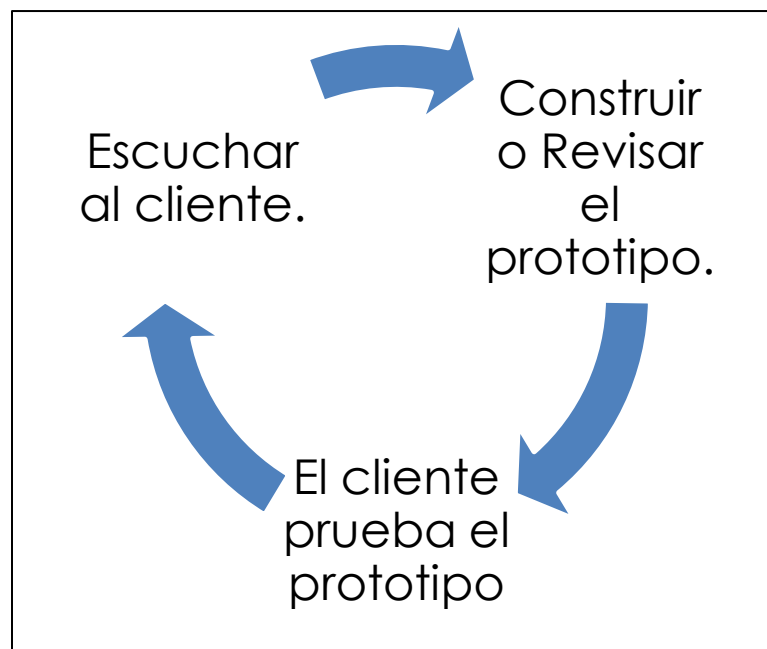 Escuchar
al cliente.
Construir
o Revisar
el
prototipo.
El cliente
prueba el
prototipo